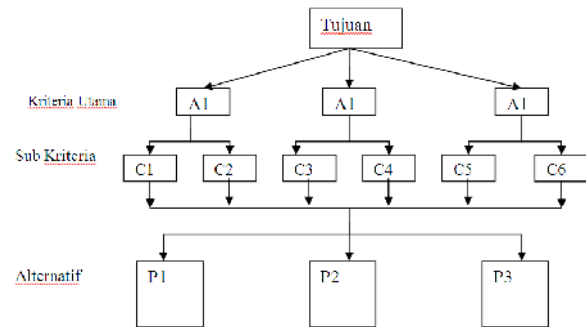 Tujuan
Kriteria Utama
A1
A1
A1
Sub Kriteria
C1
C2
C3
C4
C5
C6
Alternatif
P1
P2
P3